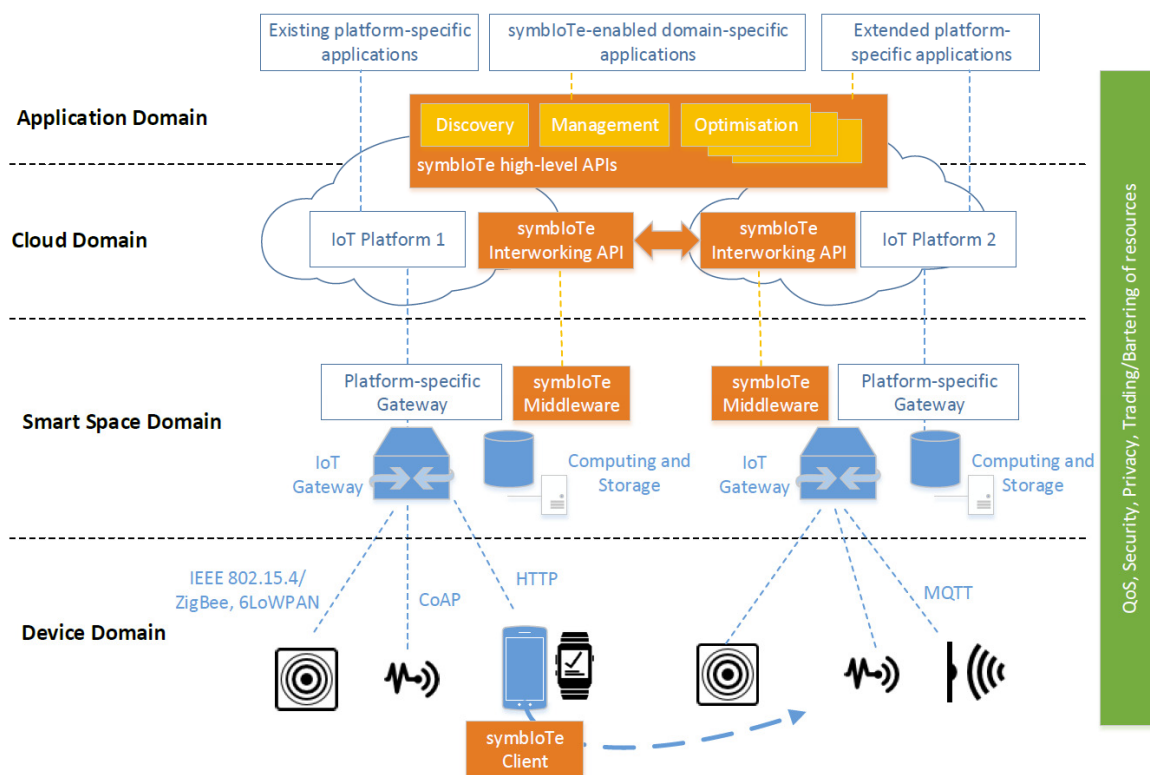 Existing platform-specific
applications
symbIoTe-enabled domain-specific
applications
Extended platform-
specific applications
Application Domain
Discovery
Management
Optimisation
symbIoTe high-level APIs
Cloud Domain
IoT Platform 1
symbIoTe
Interworking API
symbIoTe
Interworking API
IoT Platform 2
Smart Space Domain
Platform-specific
Gateway
symbIoTe
Middleware
symbIoTe
Middleware
Platform-specific
Gateway
IoT
Gateway
Computing and
Storage
IoT
Gateway
Computing and
Storage
Device Domain
IEEE 802.15.4/
ZigBee, 6LoWPAN
CoAP
HTTP
MQTT
symbIoTe
Client
QoS, Security, Privacy, Trading/Bartering of resources